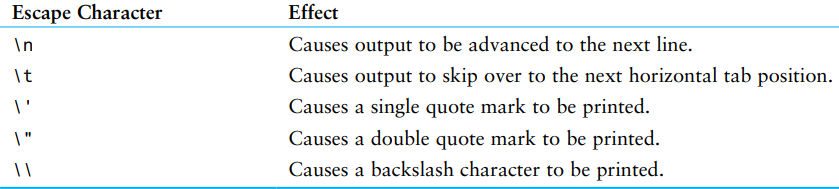 Escape Character Effect
\n Causes output to be advanced to the next line.
\t Causes output to skip over to the next horizontal tab position.
\' Causes a single quote mark to be printed.
\" Causes a double quote mark to be printed.
\\ Causes a backslash character to be printed.